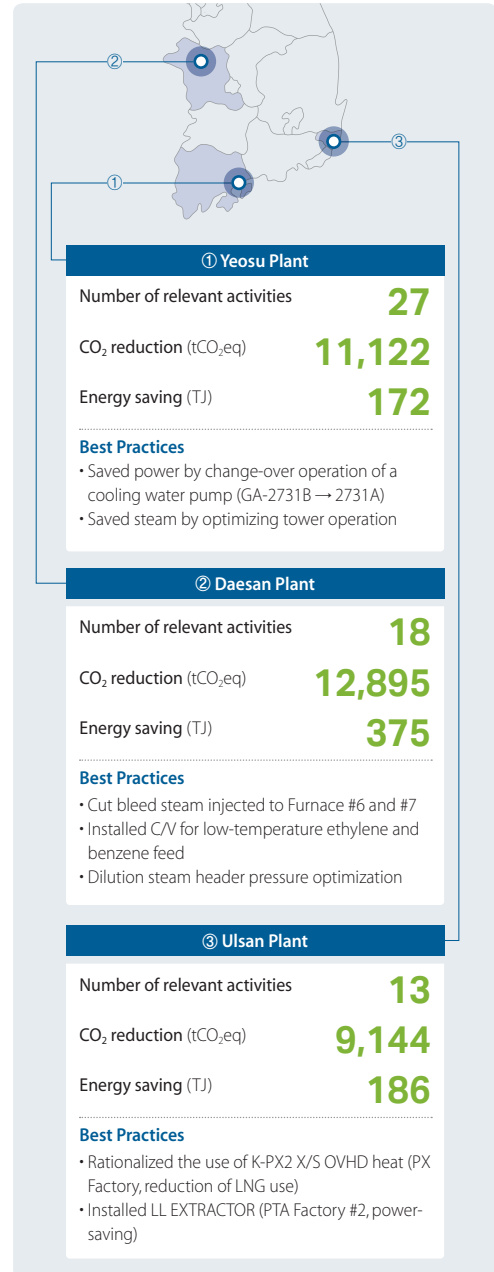 ②
③
①
① Yeosu Plant
Number of relevant activities 27
CO₂ reduction (tCO₂eq) 11,122
Energy saving (TJ) 172
Best Practices
• Saved power by change-over operation of a
cooling water pump (GA-2731B → 2731A)
• Saved steam by optimizing tower operation
② Daesan Plant
Number of relevant activities 18
CO₂ reduction (tCO₂eq) 12,895
Energy saving (TJ) 375
Best Practices
• Cut bleed steam injected to Furnace #6 and #7
• Installed C/V for low-temperature ethylene and
benzene feed
• Dilution steam header pressure optimization
③ Ulsan Plant
Number of relevant activities 13
CO₂ reduction (tCO₂eq) 9,144
Energy saving (TJ) 186
Best Practices
• Rationalized the use of K-PX2 X/S OVHD heat (PX
Factory, reduction of LNG use)
• Installed LL EXTRACTOR (PTA Factory #2, power-
saving)